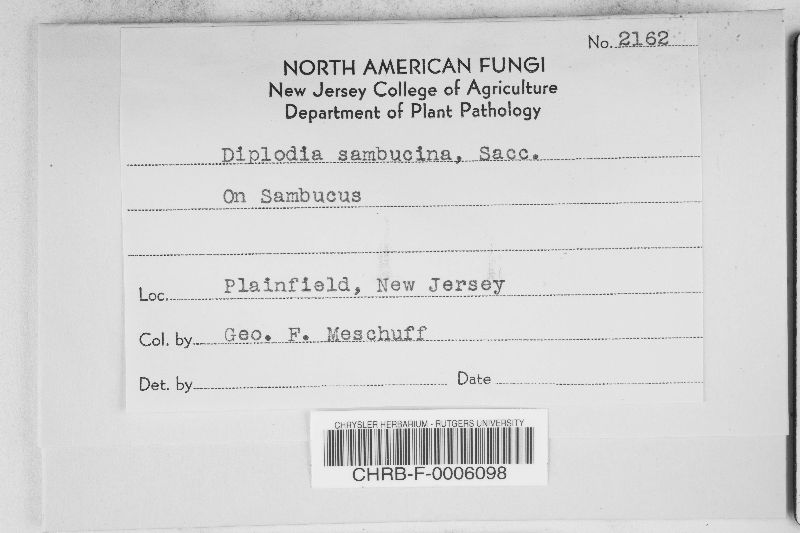 No. 2162
NORTH AMERICAN FUNGI
New Jersey College of Agriculture
Department of Plant Pathology
Diplodia sambucina, Sacc.
On Sambucus
Loc. Plainfield, New Jersey
Col. by Geo. F. Meschuff
Det. by Date
CHRYSLER HERBARIUM - RUTGERS UNIVERSITY
CHRB-F-0006098